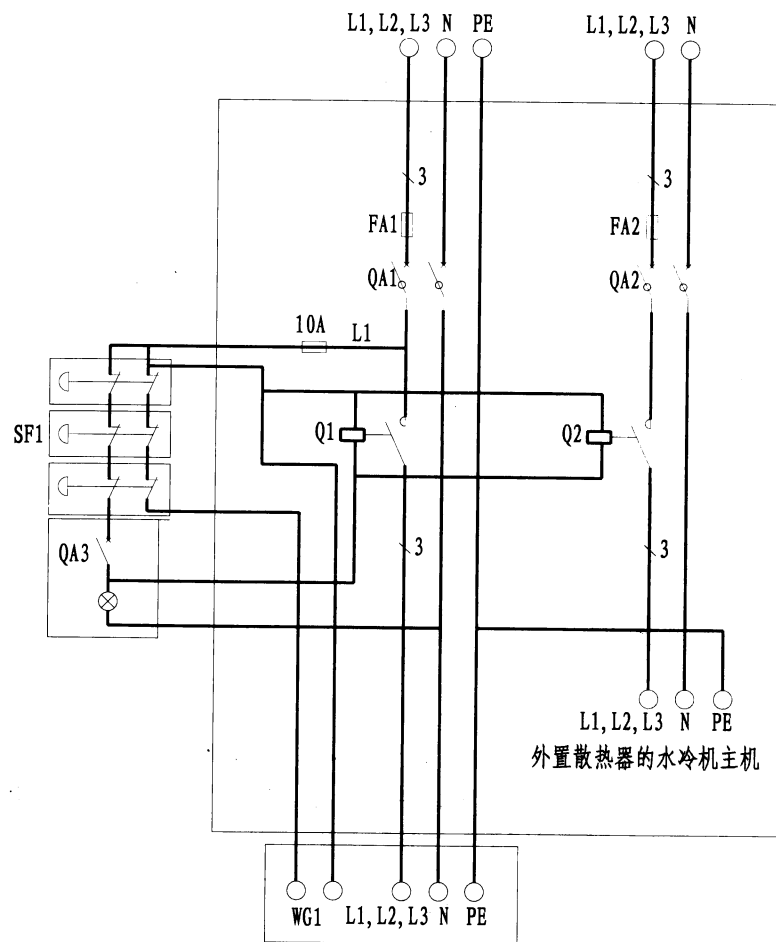 L1, L2, L3 N PE
L1, L2, L3 N
3
3
FA1
FA2
QA1
QA2
10A
L1
SF1
Q1
Q2
QA3
3
3
L1, L2, L3 N PE
外置散热器的水冷机主机
WG1
L1, L2, L3 N PE